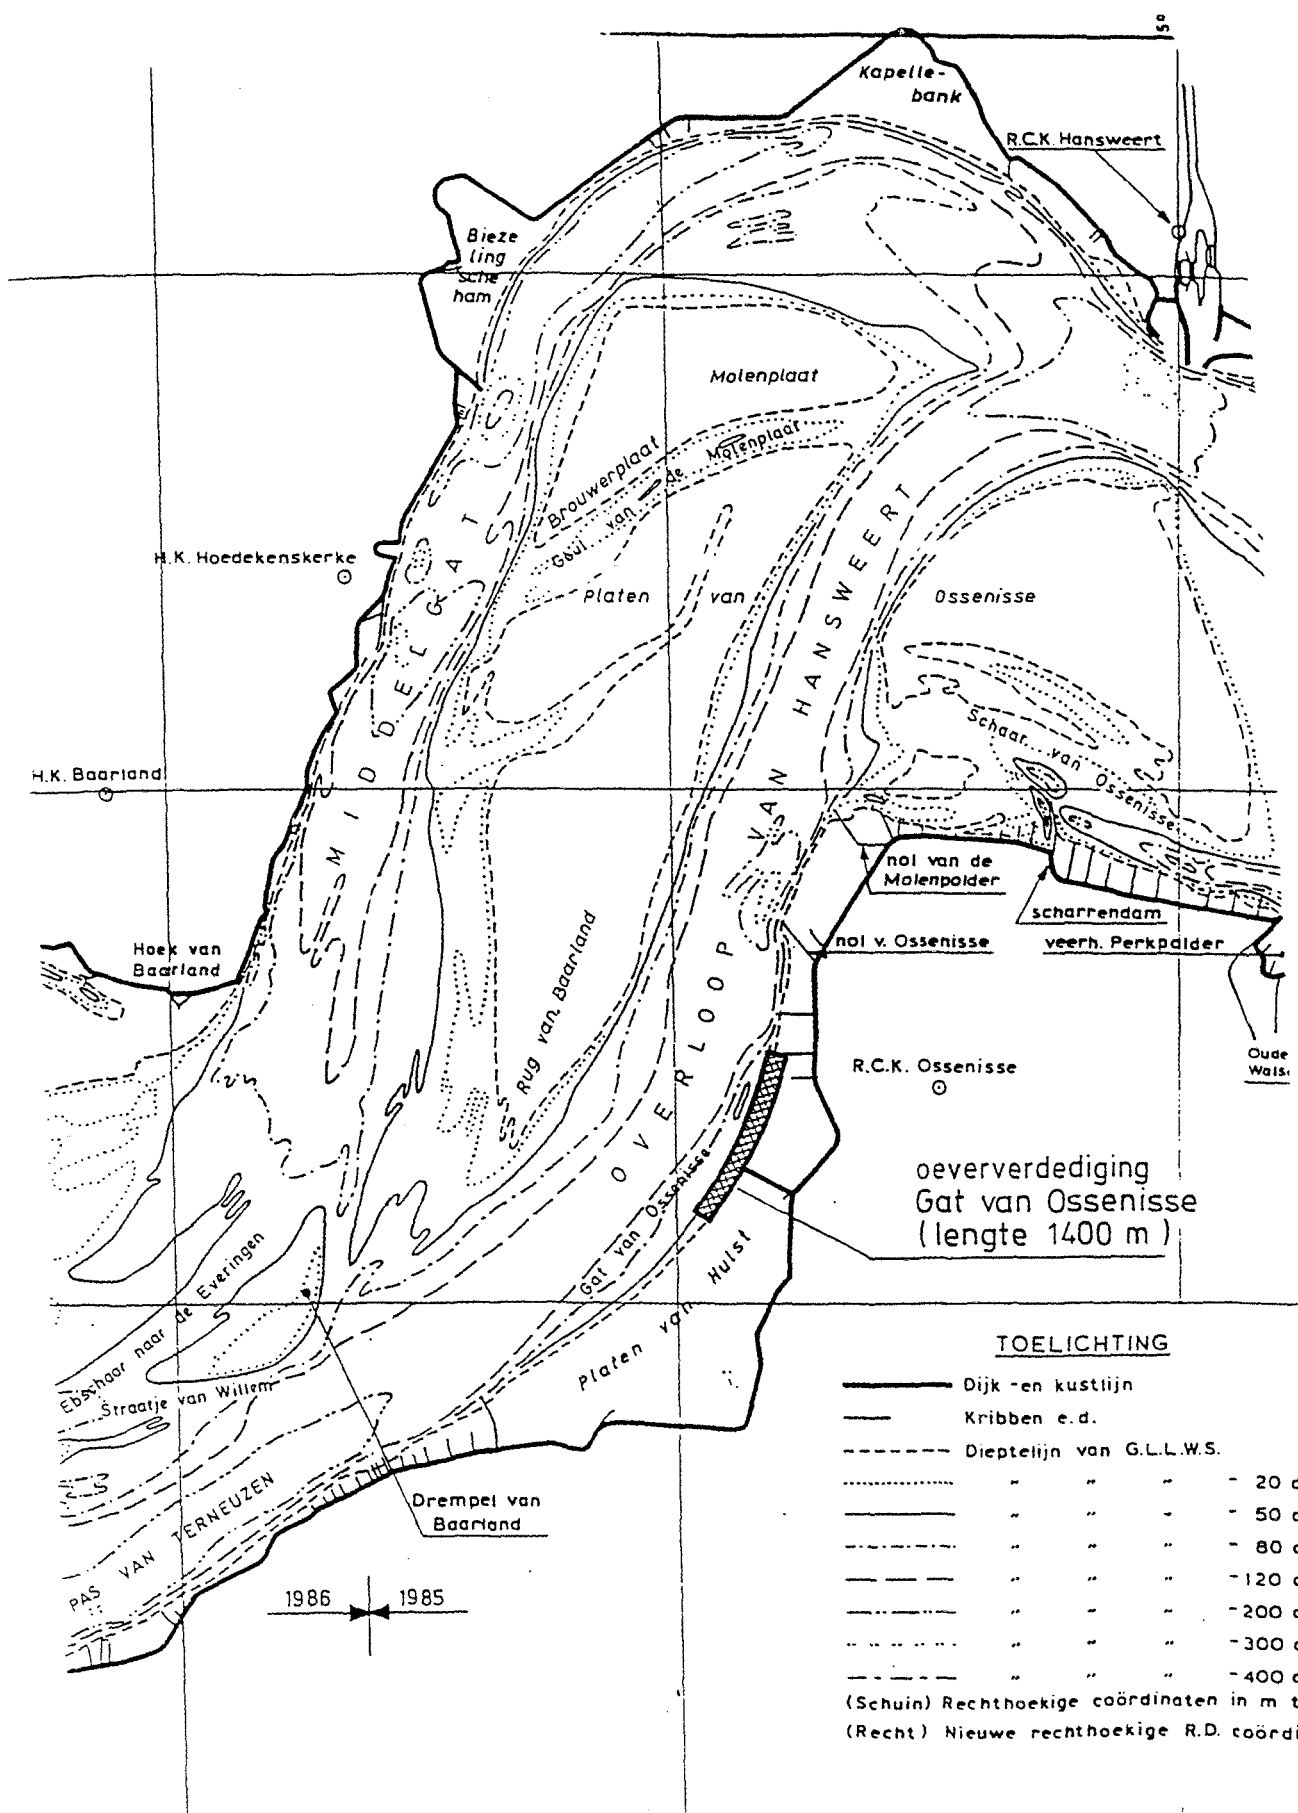 5°
Kapelle-
bank
R.C.K. Hansweert
Bieze
ling
sche
ham
Molenplaat
Brouwerplaat
Geul van de Molenplaat
H.K. Hoedekenskerke
Platen van Ossenisse
MIDDELGAT
OVERLOOP VAN HANSWEERT
Schaar van Ossenisse
H.K. Baarland
nol van de
Molenpolder
scharrendam
nol v. Ossenisse
veerh. Perkpolder
Hoek van
Baarland
Rug van Baarland
R.C.K. Ossenisse
Oude
Wals
oeververdediging
Gat van Ossenisse
(lengte 1400 m)
Gat van Ossenisse
Platen van Hulst
Ebschaar naar de Everingen
Straatje van Willem
PAS VAN TERNEUZEN
Drempel van
Baarland
1986 1985
TOELICHTING
Dijk-en kustlijn
Kribben e.d.
Dieptelijn van G.L.L.W.S.
" " " - 20 d
" " " - 50 d
" " " - 80 d
" " " - 120 d
" " " - 200 d
" " " - 300 d
" " " - 400 d
(Schuin) Rechthoekige coördinaten in m t
(Recht) Nieuwe rechthoekige R.D. coördi